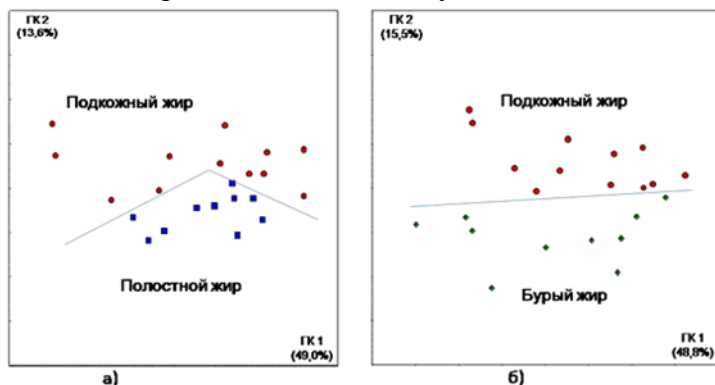 ГК 2
(13,6%)
Подкожный жир
Полостной жир
ГК 1
(49,0%)
а)
ГК 2
(15,5%)
Подкожный жир
Бурый жир
ГК 1
(48,8%)
б)